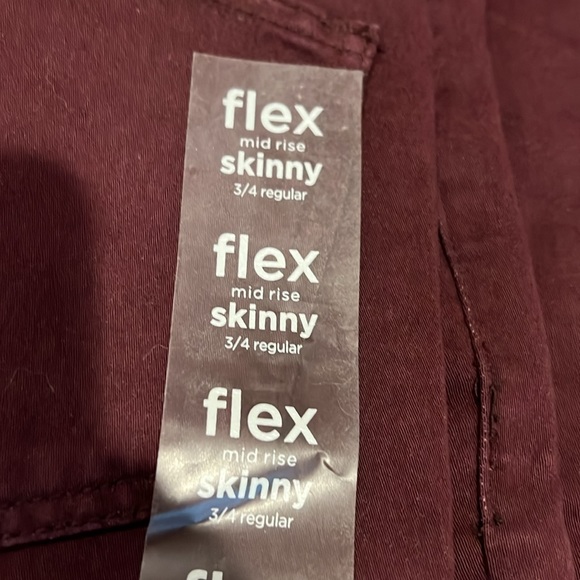 flex
mid rise
skinny
3/4 regular
flex
mid rise
skinny
3/4 regular
flex
mid rise
skinny
3/4 regular
flex